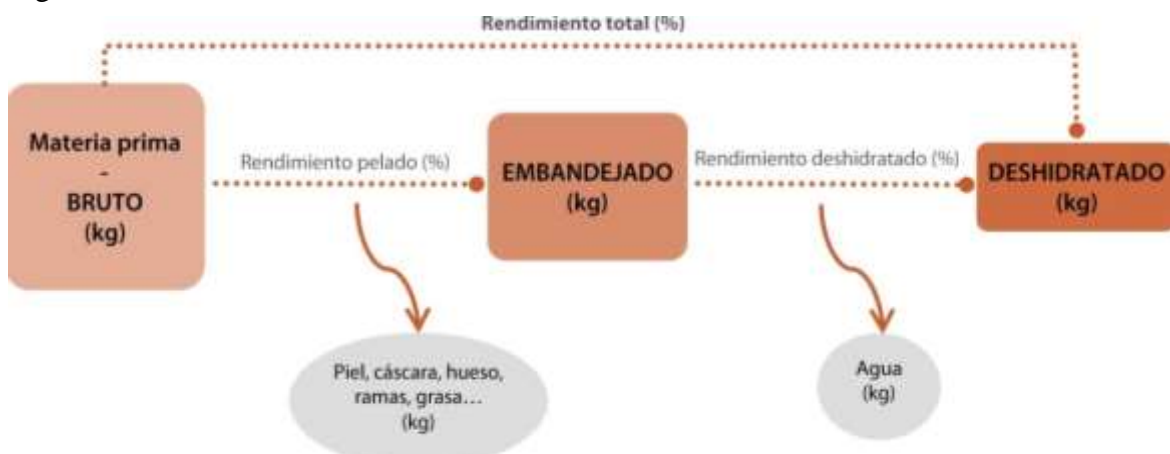 Rendimiento total (%)
Materia prima
-
BRUTO
(kg)
Rendimiento pelado (%)
EMBANDEJADO
(kg)
Rendimiento deshidratado (%)
DESHIDRATADO
(kg)
Piel, cáscara, hueso,
ramas, grasa...
(kg)
Agua
(kg)